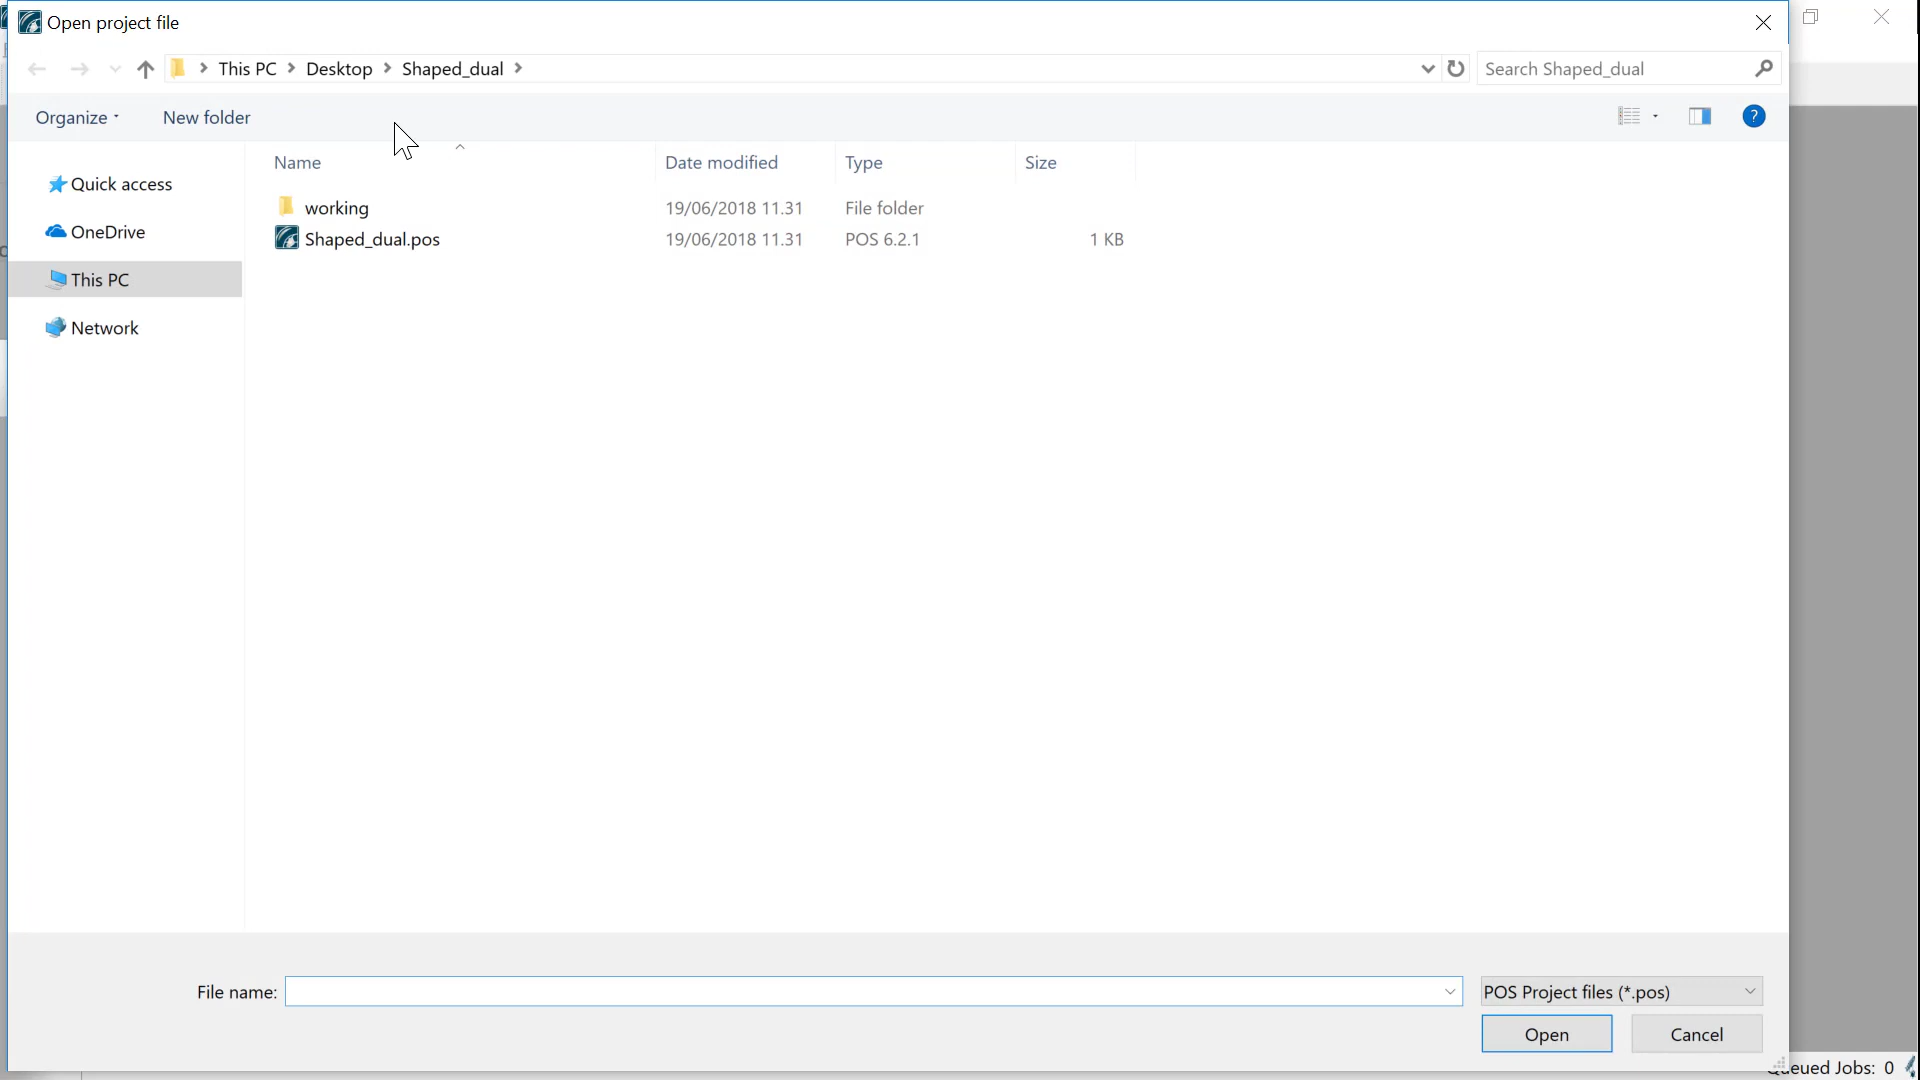 Open project file
This PC > Desktop > Shaped_dual >
Search Shaped_dual
Organize
New folder
?
Name
Date modified
Type
Size
Quick access
OneDrive
This PC
Network
working
19/06/2018 11.31
File folder
Shaped_dual.pos
19/06/2018 11.31
POS 6.2.1
1 KB
File name:
POS Project files (*.pos)
Open
Cancel
Jobs: 0